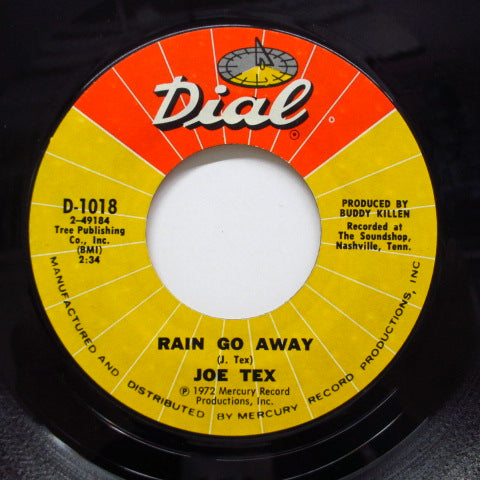 Dial
®
D-1018
2-49184
Tree Publishing
Co., Inc.
(BMI)
2:34
PRODUCED BY
BUDDY KILLEN
Recorded at
The Soundshop,
Nashville, Tenn.
RAIN GO AWAY
(J. Tex)
JOE TEX
Ⓟ 1972 Mercury Record
Productions, Inc.
MANUFACTURED AND DISTRIBUTED BY MERCURY RECORD PRODUCTIONS, INC